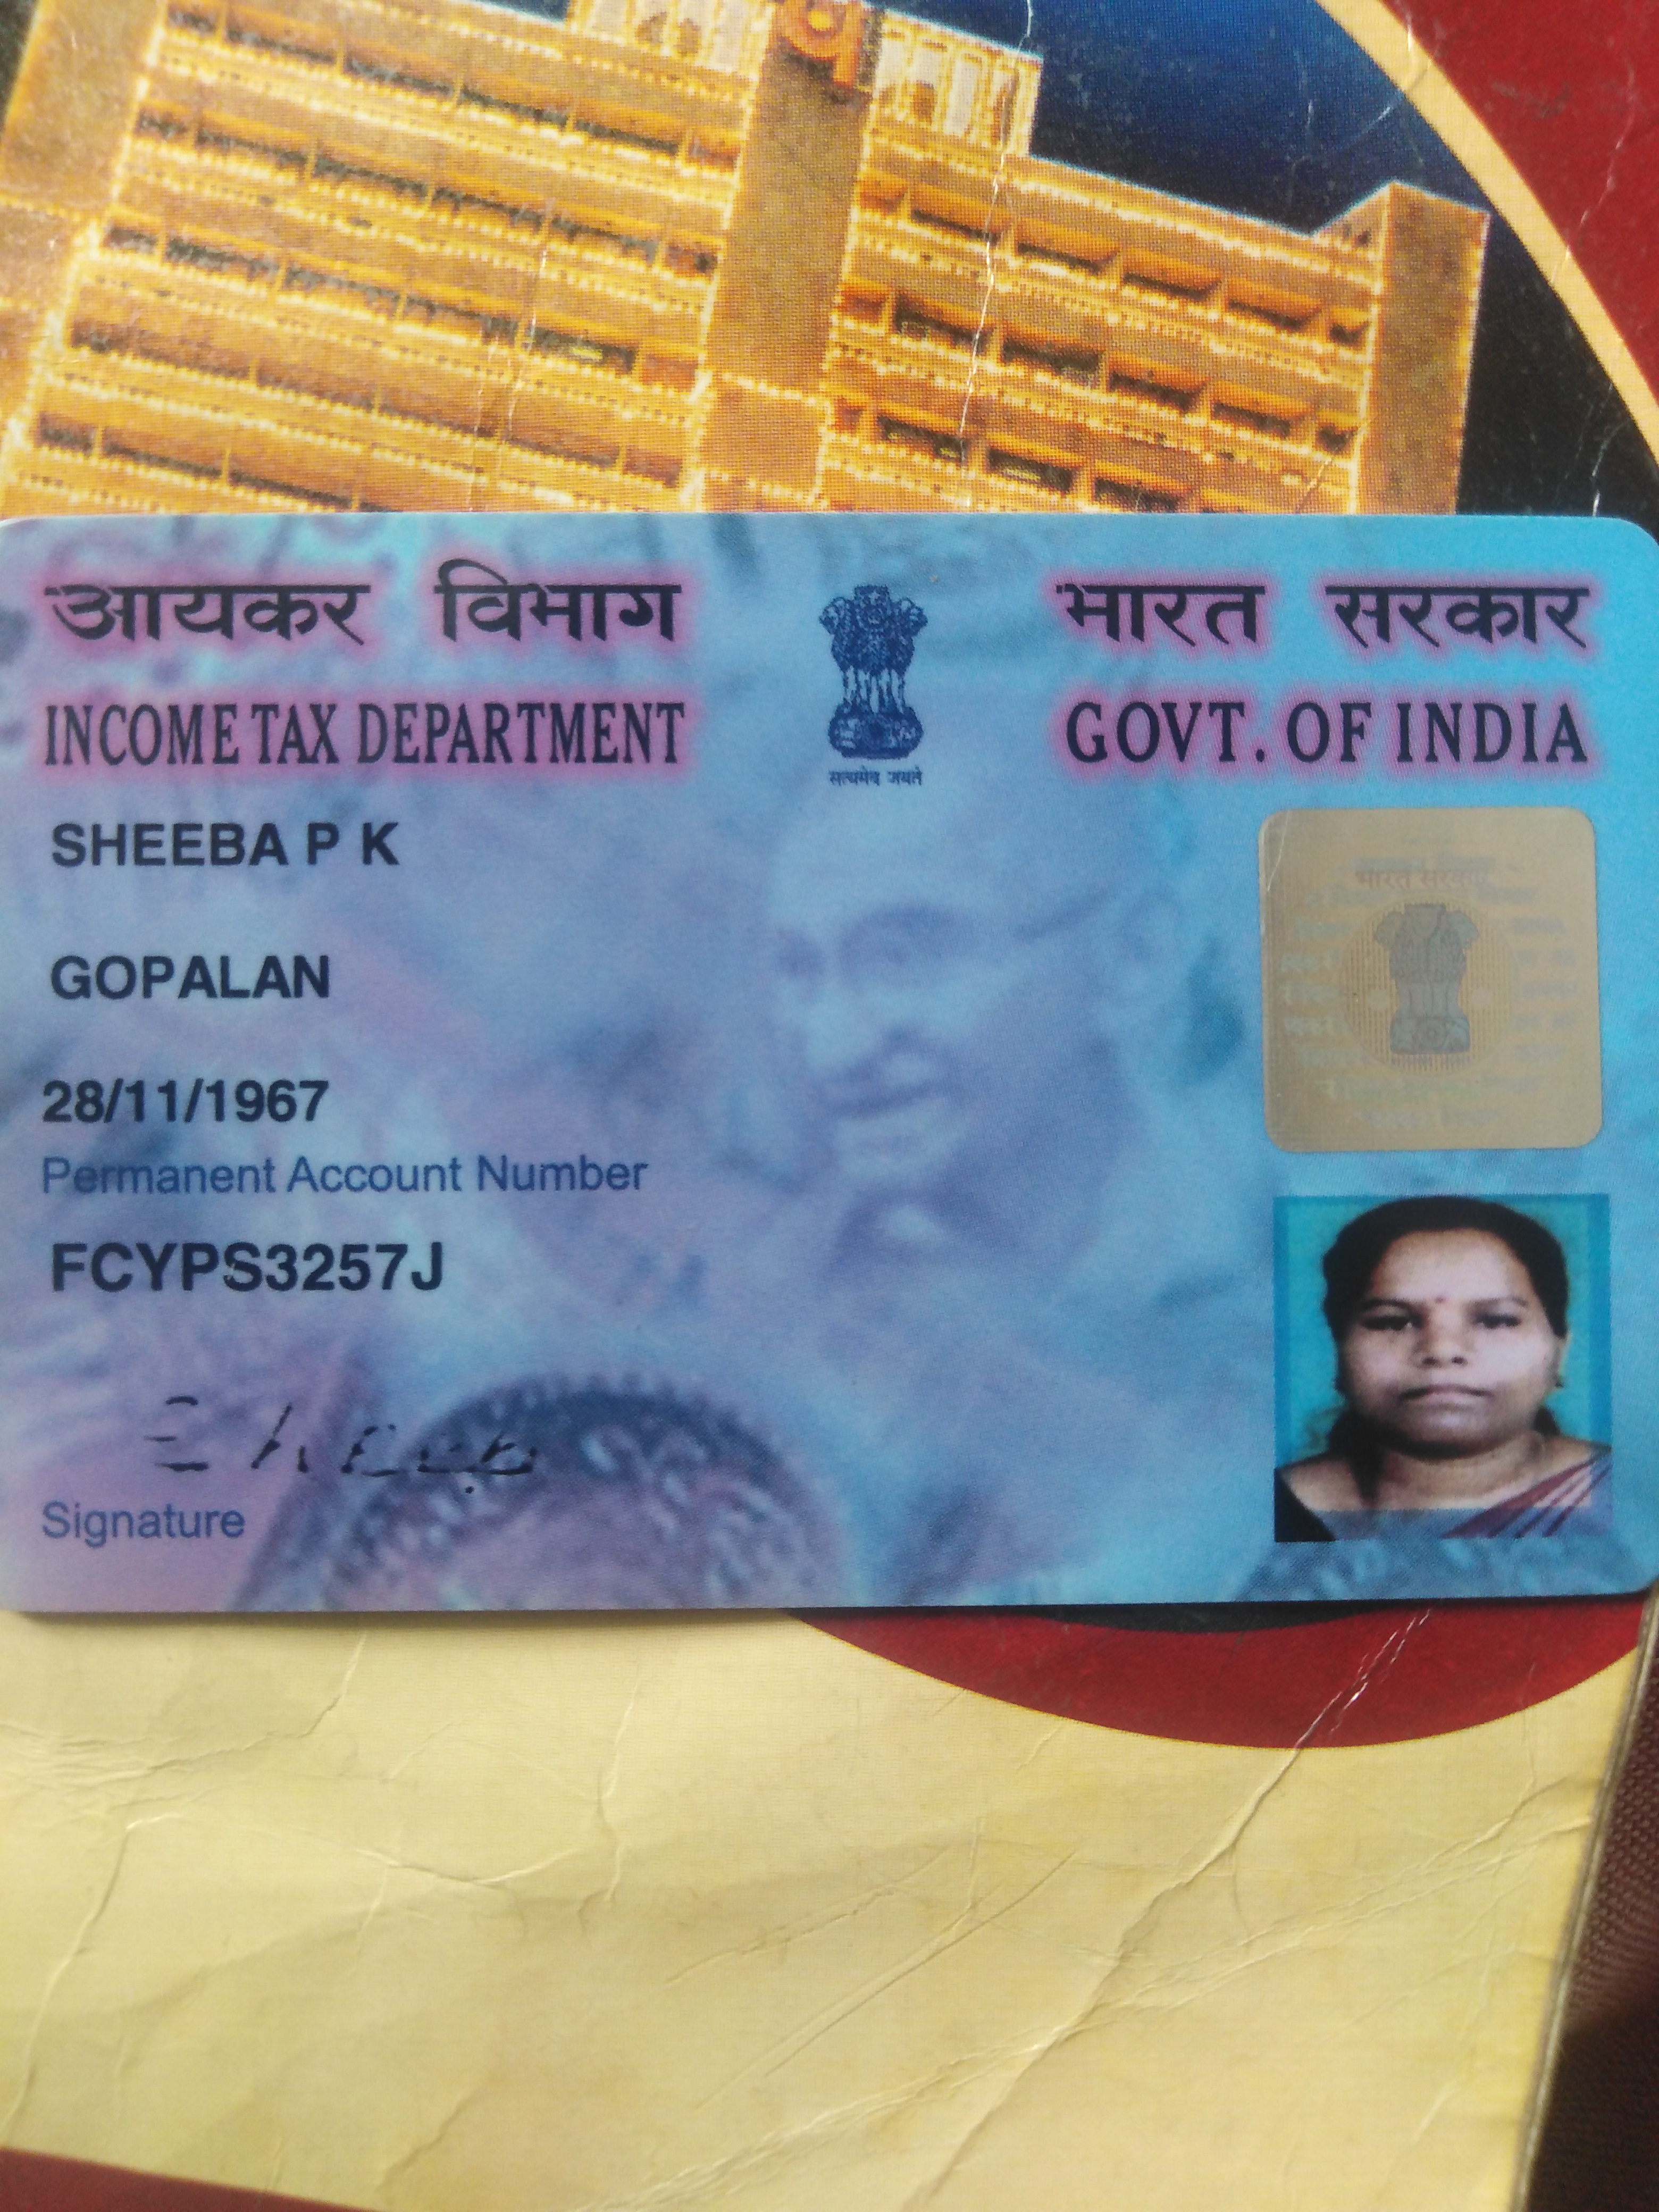 आयकर विभाग
INCOME TAX DEPARTMENT
सत्यमेव जयते
भारत सरकार
GOVT. OF INDIA
SHEEBA P K
GOPALAN
28/11/1967
Permanent Account Number
FCYPS3257J
भारत सरकार
Signature